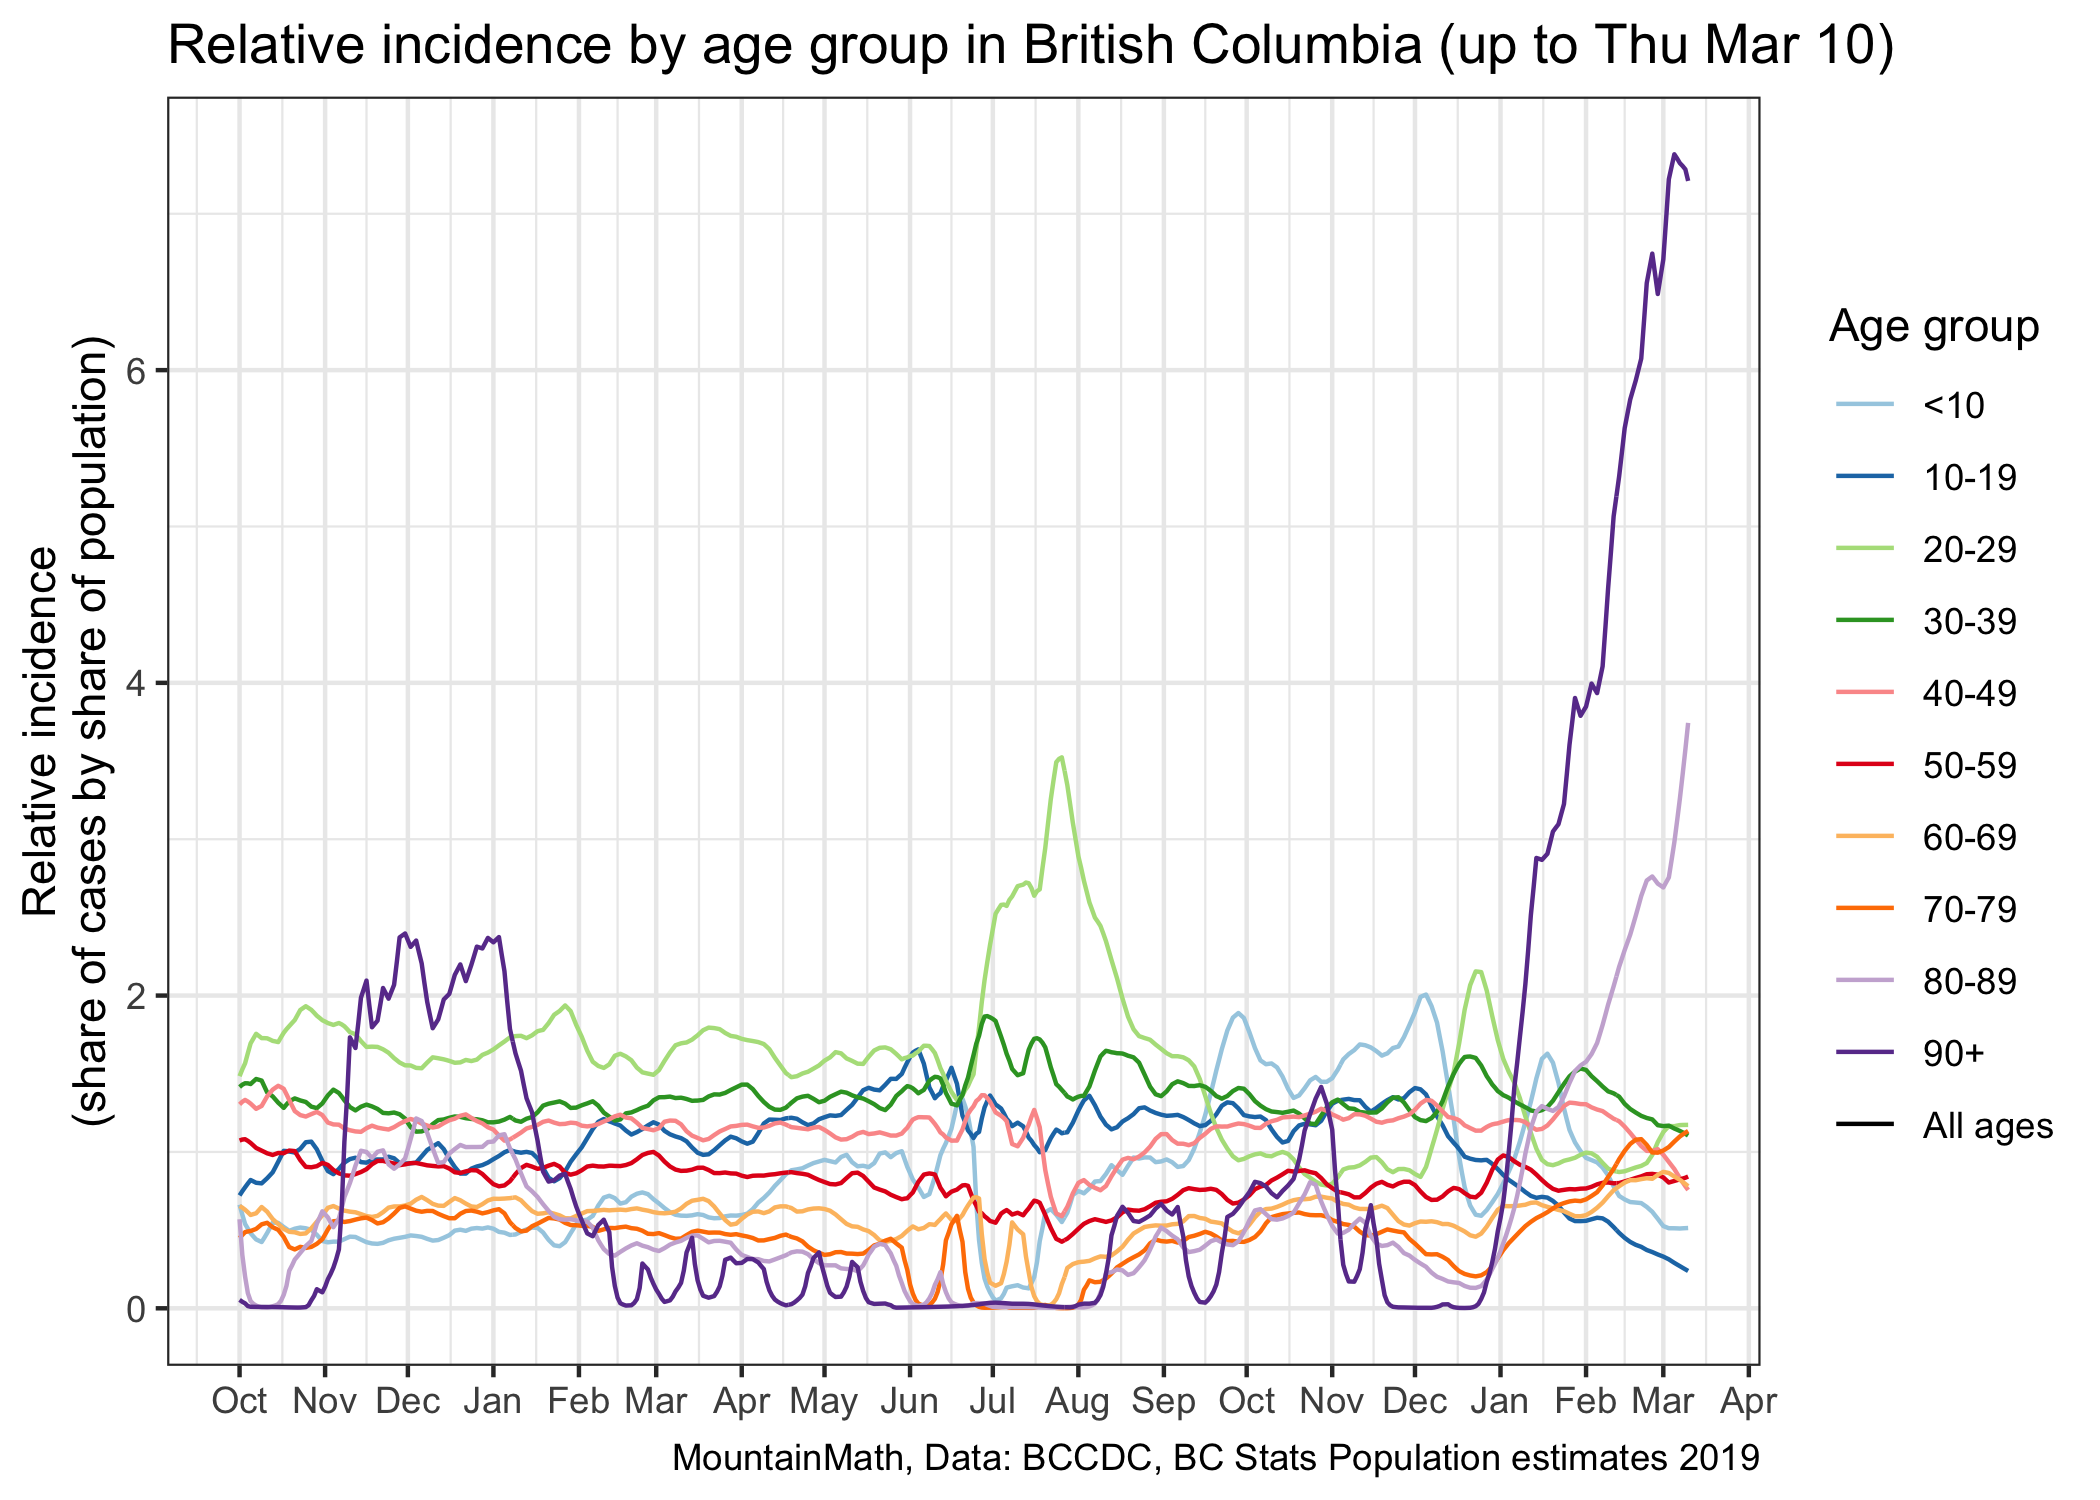 Relative incidence by age group in British Columbia (up to Thu Mar 10)
Relative incidence
(share of cases by share of population)
6
4
2
0
Oct Nov Dec Jan Feb Mar Apr May Jun Jul Aug Sep Oct Nov Dec Jan Feb Mar Apr
Age group
<10
10-19
20-29
30-39
40-49
50-59
60-69
70-79
80-89
90+
All ages
MountainMath, Data: BCCDC, BC Stats Population estimates 2019